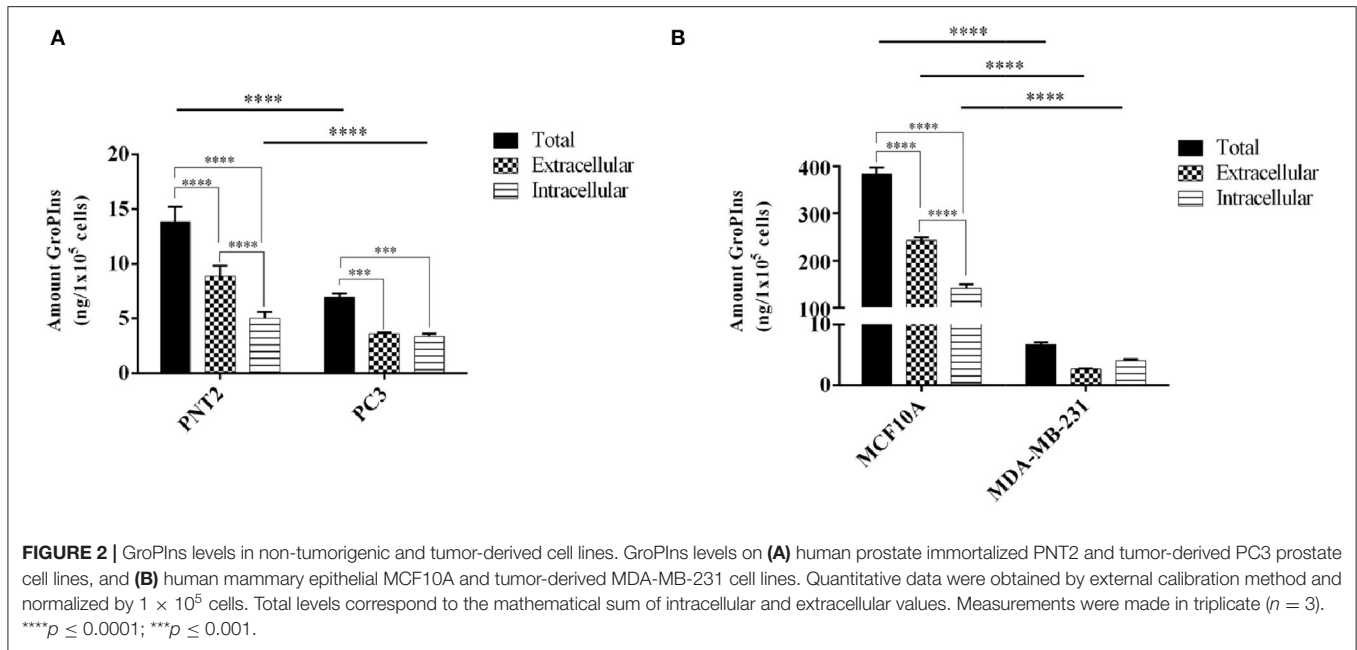 A
****
****
Total
Extracellular
Intracellular
20
15
10
5
0
Amount GroPIns
(ng/1x10⁵ cells)
****
****
****
***
***
PNT2
PC3
B
****
****
****
Total
Extracellular
Intracellular
400
300
200
100
10
0
Amount GroPIns
(ng/1x10⁵ cells)
****
****
****
MCF10A
MDA-MB-231
FIGURE 2 | GroPIns levels in non-tumorigenic and tumor-derived cell lines. GroPIns levels on (A) human prostate immortalized PNT2 and tumor-derived PC3 prostate
cell lines, and (B) human mammary epithelial MCF10A and tumor-derived MDA-MB-231 cell lines. Quantitative data were obtained by external calibration method and
normalized by 1 × 10⁵ cells. Total levels correspond to the mathematical sum of intracellular and extracellular values. Measurements were made in triplicate (n = 3).
****p ≤ 0.0001; ***p ≤ 0.001.